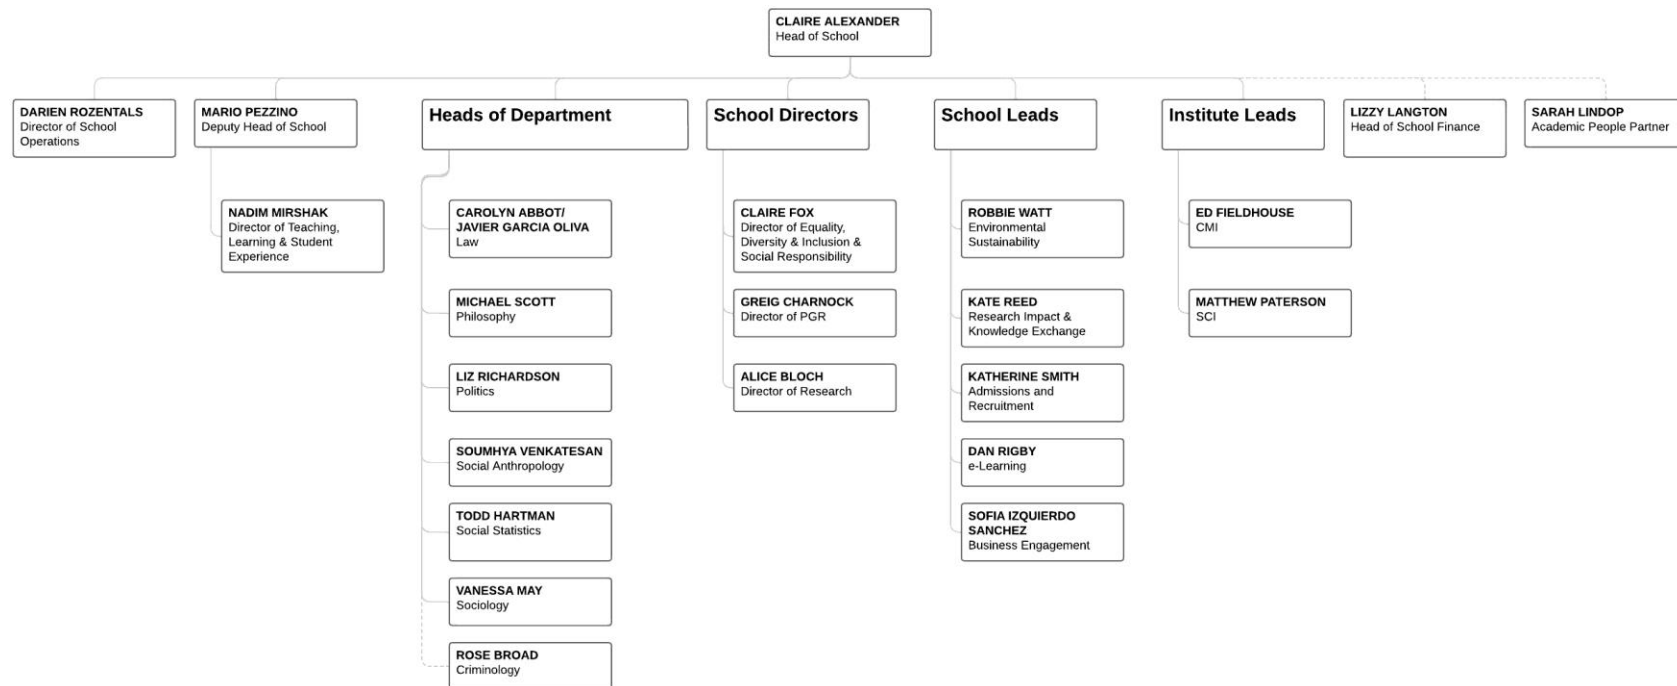 CLAIRE ALEXANDER
Head of School
DARIEN ROZENTALS
Director of School
Operations
MARIO PEZZINO
Deputy Head of School
Heads of Department
School Directors
School Leads
Institute Leads
LIZZY LANGTON
Head of School Finance
SARAH LINDOP
Academic People Partner
NADIM MIRSHAK
Director of Teaching,
Learning & Student
Experience
CAROLYN ABBOT/
JAVIER GARCIA OLIVA
Law
MICHAEL SCOTT
Philosophy
LIZ RICHARDSON
Politics
SOUMHYA VENKATESAN
Social Anthropology
TODD HARTMAN
Social Statistics
VANESSA MAY
Sociology
ROSE BROAD
Criminology
CLAIRE FOX
Director of Equality,
Diversity & Inclusion &
Social Responsibility
GREIG CHARNOCK
Director of PGR
ALICE BLOCH
Director of Research
ROBBIE WATT
Environmental
Sustainability
KATE REED
Research Impact &
Knowledge Exchange
KATHERINE SMITH
Admissions and
Recruitment
DAN RIGBY
e-Learning
SOFIA IZQUIERDO
SANCHEZ
Business Engagement
ED FIELDHOUSE
CMI
MATTHEW PATERSON
SCI